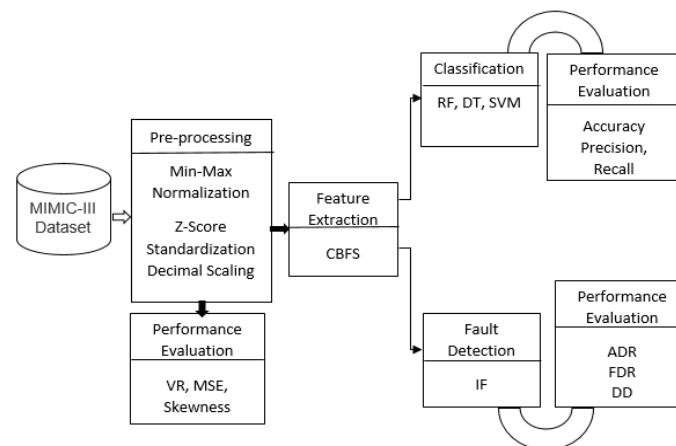 MIMIC-III
Dataset
Pre-processing
Min-Max
Normalization
Z-Score
Standardization
Decimal Scaling
Performance
Evaluation
VR, MSE,
Skewness
Feature
Extraction
CBFS
Classification
RF, DT, SVM
Performance
Evaluation
Accuracy
Precision,
Recall
Fault
Detection
IF
Performance
Evaluation
ADR
FDR
DD